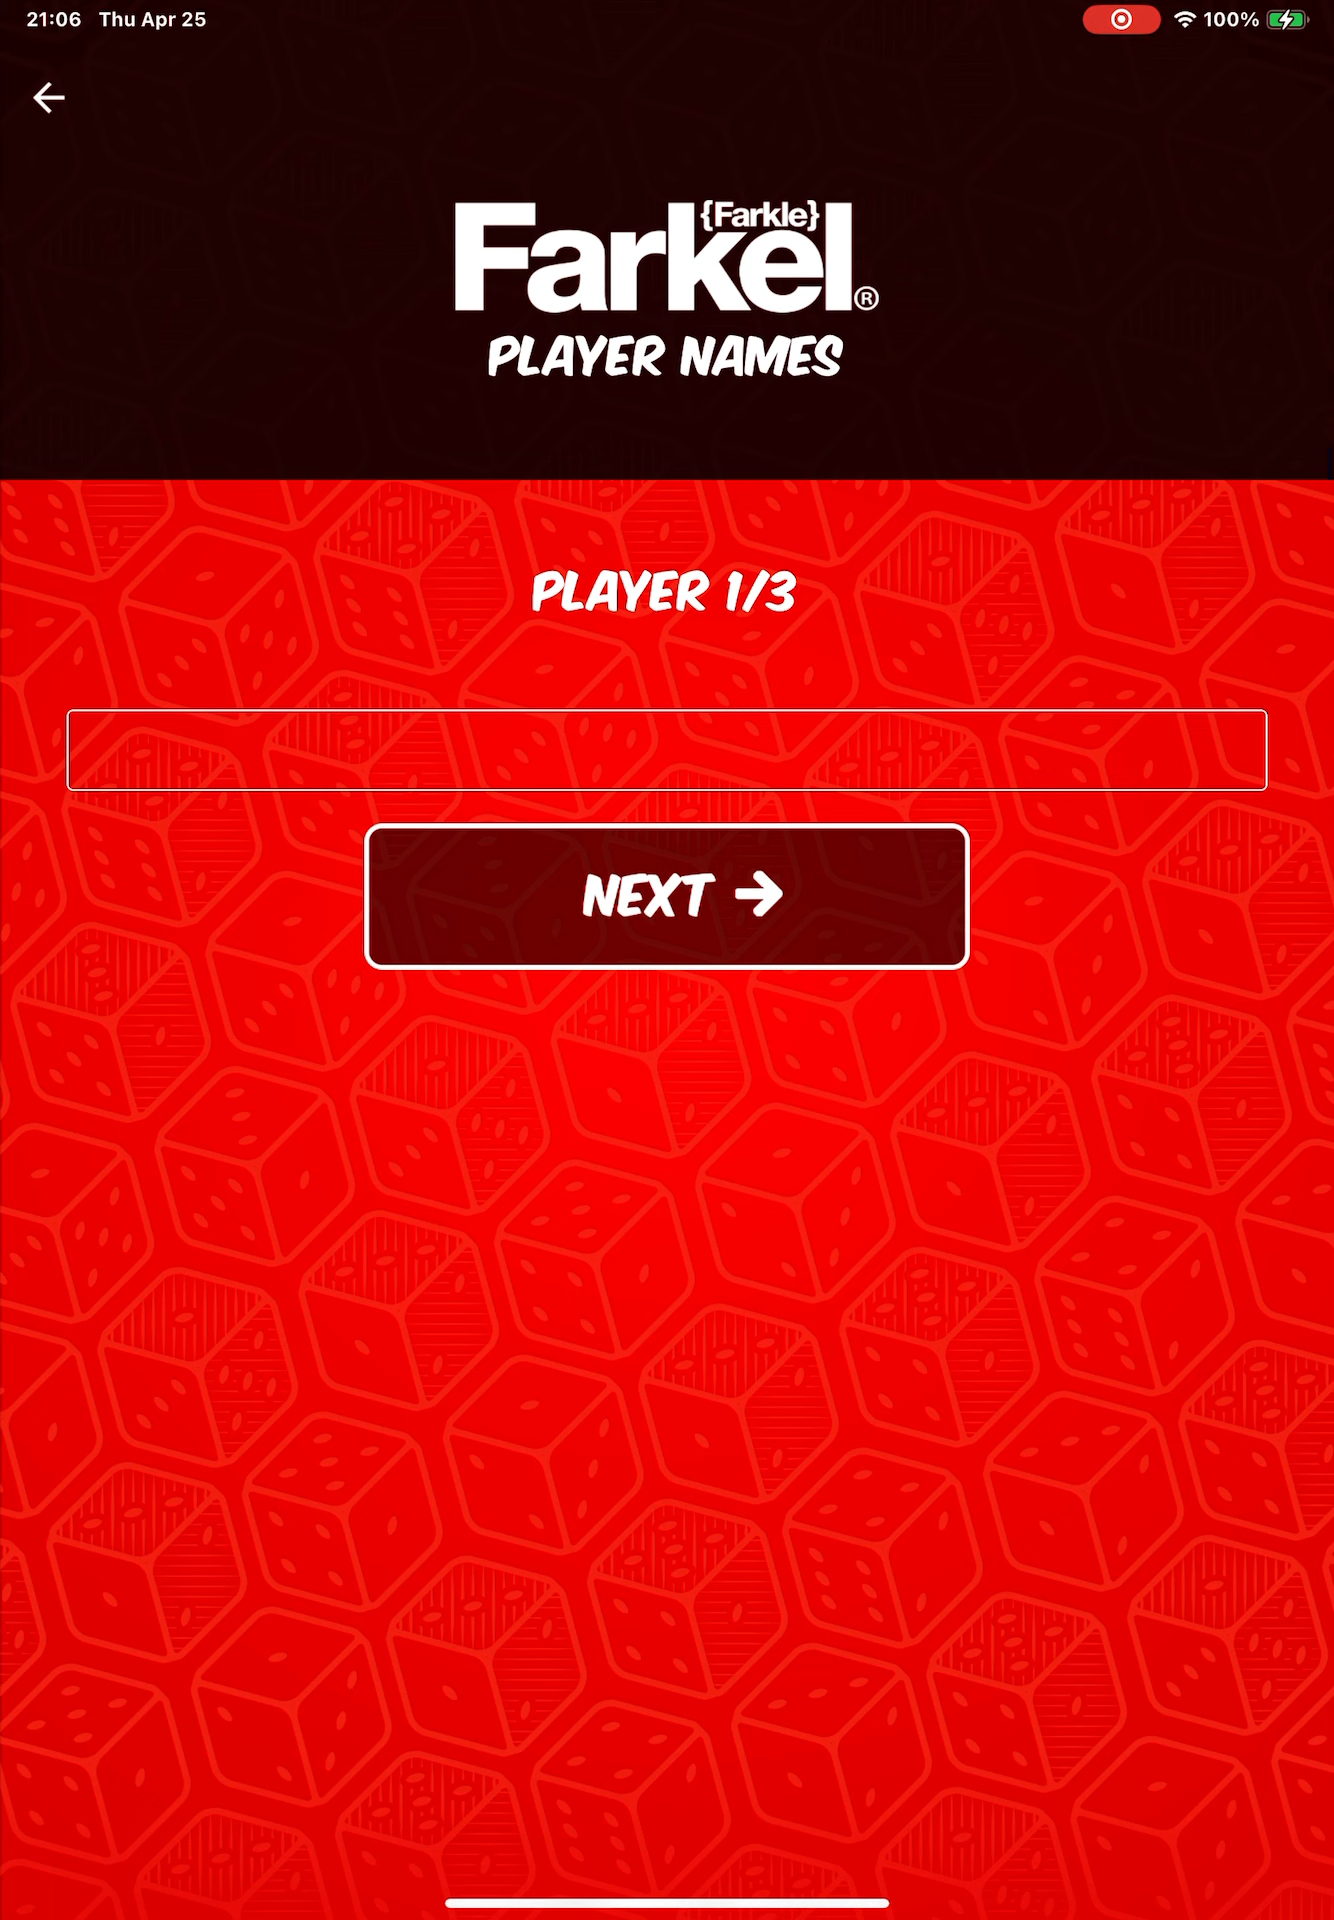 21:06 Thu Apr 25
100%
{Farkle}
Farkel®
PLAYER NAMES
PLAYER 1/3
NEXT →